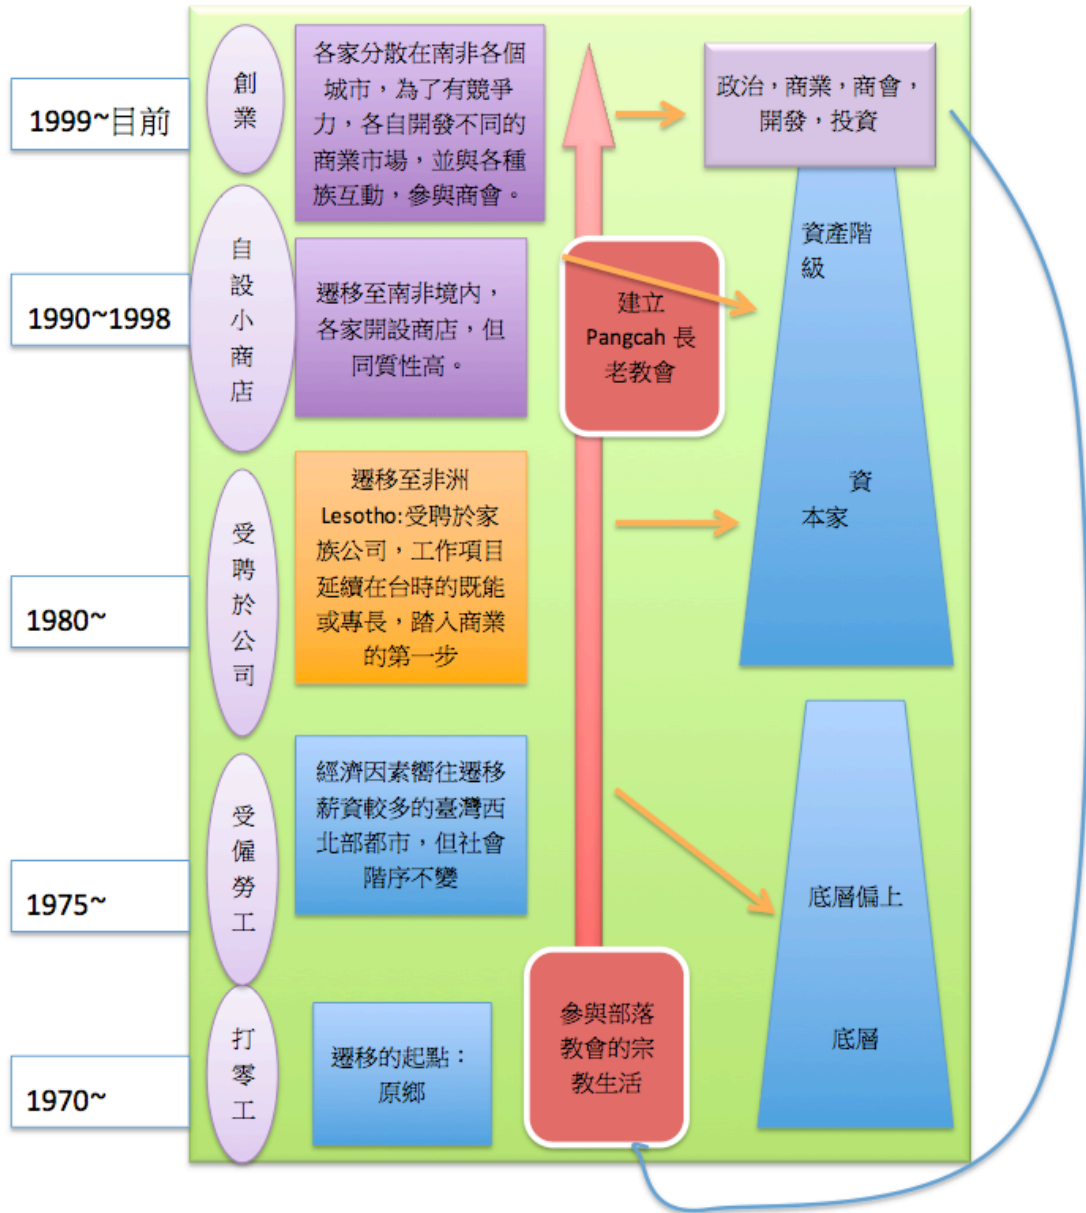 1999~目前
創
業
各家分散在南非各個
城市，為了有競爭
力，各自開發不同的
商業市場，並與各種
族互動，參與商會。
政治，商業，商會，
開發，投資
1990~1998
自
設
小
商
店
遷移至南非境內，
各家開設商店，但
同質性高。
建立
Pangcah 長
老教會
資產階
級
1980~
受
聘
於
公
司
遷移至非洲
Lesotho:受聘於家
族公司，工作項目
延續在台時的既能
或專長，踏入商業
的第一步
資
本家
1975~
受
僱
勞
工
經濟因素嚮往遷移
薪資較多的臺灣西
北部都市，但社會
階序不變
底層偏上
1970~
打
零
工
遷移的起點：
原鄉
參與部落
教會的宗
教生活
底層